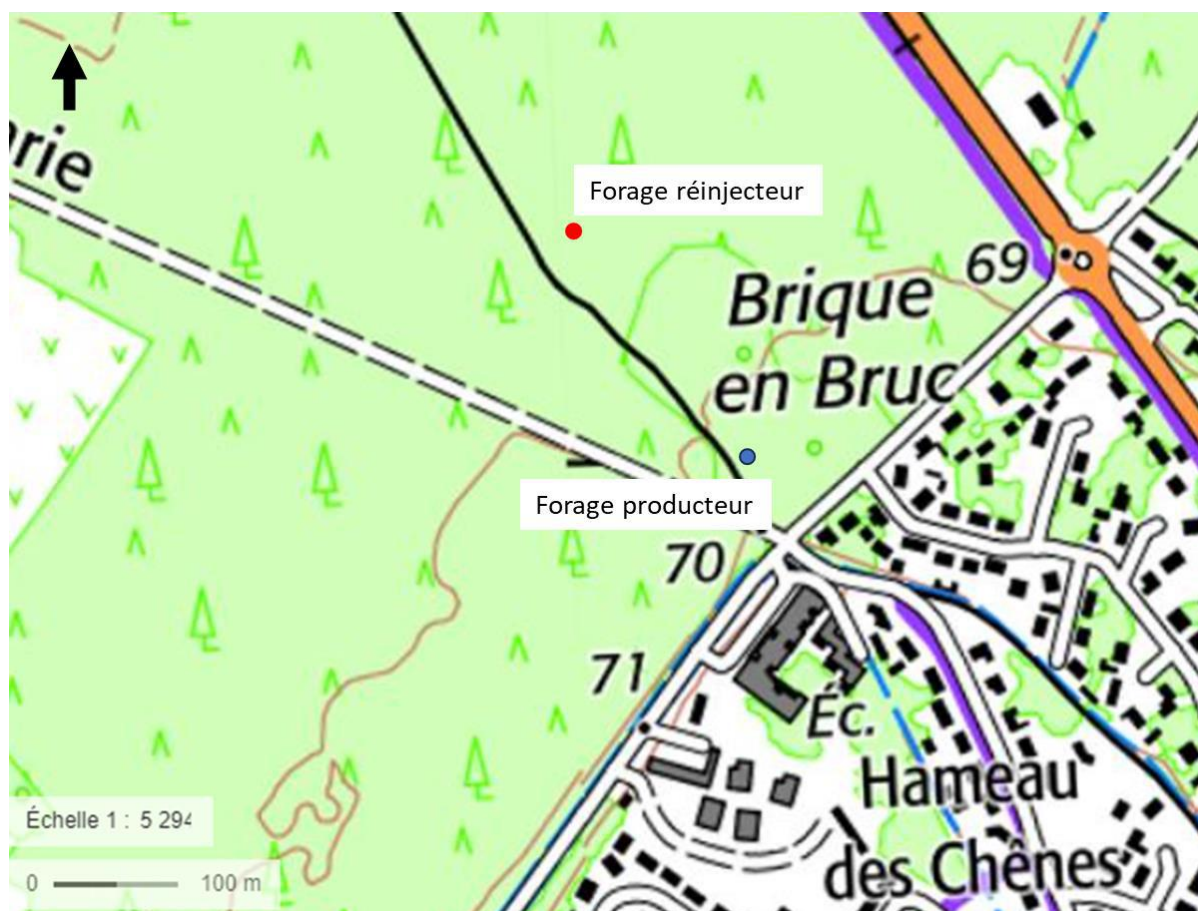 rie
Forage réinjecteur
69
Brique
en Bruc
Forage producteur
70
71
Éc.
Hameau
des Chênes
Échelle 1 : 5 294
0 100 m